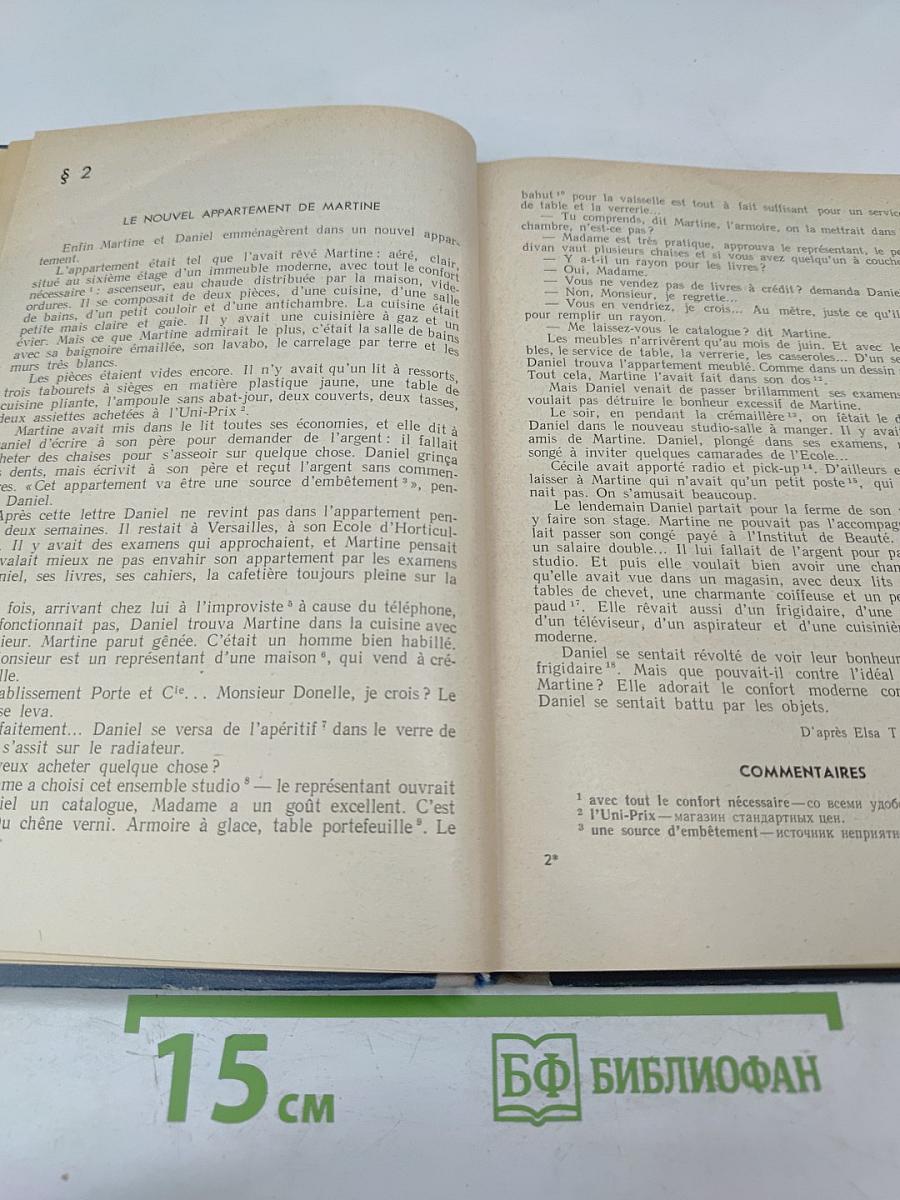 § 2
LE NOUVEL APPARTEMENT DE MARTINE
Enfin Martine et Daniel emménagèrent dans un nouvel appar-
tement.
L'appartement était tel que l'avait rêvé Martine : aéré, clair,
situé au sixième étage d'un immeuble moderne, avec tout le confort
nécessaire ¹ : ascenseur, eau chaude distribuée par la maison, vide-
ordures. Il se composait de deux pièces, d'une cuisine, d'une salle
de bains, d'un petit couloir et d'une antichambre. La cuisine était
petite mais claire et gaie. Il y avait une cuisinière à gaz et un
évier. Mais ce que Martine admirait le plus, c'était la salle de bains
avec sa baignoire émaillée, son lavabo, le carrelage par terre et les
murs très blancs.
Les pièces étaient vides encore. Il n'y avait qu'un lit à ressorts,
trois tabourets à sièges en matière plastique jaune, une table de
cuisine pliante, l'ampoule sans abat-jour, deux couverts, deux tasses,
deux assiettes achetées à l'Uni-Prix ².
Martine avait mis dans le lit toutes ses économies, et elle dit à
aniel d'écrire à son père pour demander de l'argent : il fallait
heter des chaises pour s'asseoir sur quelque chose. Daniel grinça
s dents, mais écrivit à son père et reçut l'argent sans commen-
res. «Cet appartement va être une source d'embêtement ³», pen-
Daniel.
Après cette lettre Daniel ne revint pas dans l'appartement pen-
deux semaines. Il restait à Versailles, à son Ecole d'Horticul-
. Il y avait des examens qui approchaient, et Martine pensait
valait mieux ne pas envahir son appartement par les examens
niel, ses livres, ses cahiers, la cafetière toujours pleine sur la
fois, arrivant chez lui à l'improviste ⁵ à cause du téléphone,
fonctionnait pas, Daniel trouva Martine dans la cuisine avec
sieur. Martine parut gênée. C'était un homme bien habillé.
onsieur est un représentant d'une maison ⁶, qui vend à cré-
lle.
ablissement Porte et Cie... Monsieur Donelle, je crois ? Le
se leva.
faitement... Daniel se versa de l'apéritif ⁷ dans le verre de
s'assit sur le radiateur.
veux acheter quelque chose ?
me a choisi cet ensemble studio ⁸ — le représentant ouvrait
iel un catalogue, Madame a un goût excellent. C'est
u chêne verni. Armoire à glace, table portefeuille ⁹. Le
bahut ¹⁰ pour la vaisselle est tout à fait suffisant pour un service
de table et la verrerie...
— Tu comprends, dit Martine, l'armoire, on la mettrait dans
chambre, n'est-ce pas ?
— Madame est très pratique, approuva le représentant, le pe
divan vaut plusieurs chaises et si vous avez quelqu'un à couche
— Y a-t-il un rayon pour les livres ?
— Oui, Madame.
— Vous ne vendez pas de livres à crédit ? demanda Danie
— Non, Monsieur, je regrette...
— Vous en vendriez, je crois... Au mètre, juste ce qu'il
pour remplir un rayon.
— Me laissez-vous le catalogue ? dit Martine.
Les meubles n'arrivèrent qu'au mois de juin. Et avec le
bles, le service de table, la verrerie, les casseroles... D'un se
Daniel trouva l'appartement meublé. Comme dans un dessin
Tout cela, Martine l'avait fait dans son dos ¹².
Mais Daniel venait de passer brillamment ses examens
voulait pas détruire le bonheur excessif de Martine.
Le soir, en pendant la crémaillère ¹³, on fêtait le d
Daniel dans le nouveau studio-salle à manger. Il y avai
amis de Martine. Daniel, plongé dans ses examens,
songé à inviter quelques camarades de l'Ecole...
Cécile avait apporté radio et pick-up ¹⁴. D'ailleurs e
laisser à Martine qui n'avait qu'un petit poste ¹⁵, qui
nait pas. On s'amusait beaucoup.
Le lendemain Daniel partait pour la ferme de son
y faire son stage. Martine ne pouvait pas l'accompag
lait passer son congé payé à l'Institut de Beauté.
un salaire double... Il lui fallait de l'argent pour pa
studio. Et puis elle voulait bien avoir une cham
qu'elle avait vue dans un magasin, avec deux lits
tables de chevet, une charmante coiffeuse et un pe
paud ¹⁷. Elle rêvait aussi d'un frigidaire, d'une
d'un téléviseur, d'un aspirateur et d'une cuisiniè
moderne.
Daniel se sentait révolté de voir leur bonheur
frigidaire ¹⁸. Mais que pouvait-il contre l'idéal
Martine ? Elle adorait le confort moderne con
Daniel se sentait battu par les objets.
D'après Elsa T
COMMENTAIRES
¹ avec tout le confort nécessaire — со всеми удобс
² l'Uni-Prix — магазин стандартных цен.
³ une source d'embêtement — источник неприятн
2*
15 см
БФ БИБЛИОФАН